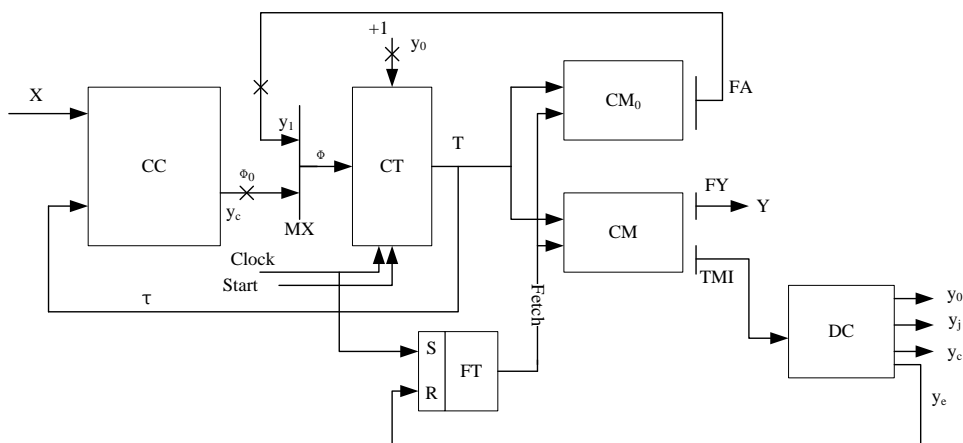 +1
y₀
X
CC
Φ₀
y_c
y₁
Φ
MX
CT
T
CM₀
FA
CM
FY
Y
TMI
Clock
Start
τ
Fetch
S
R
FT
DC
y₀
y_j
y_c
y_e